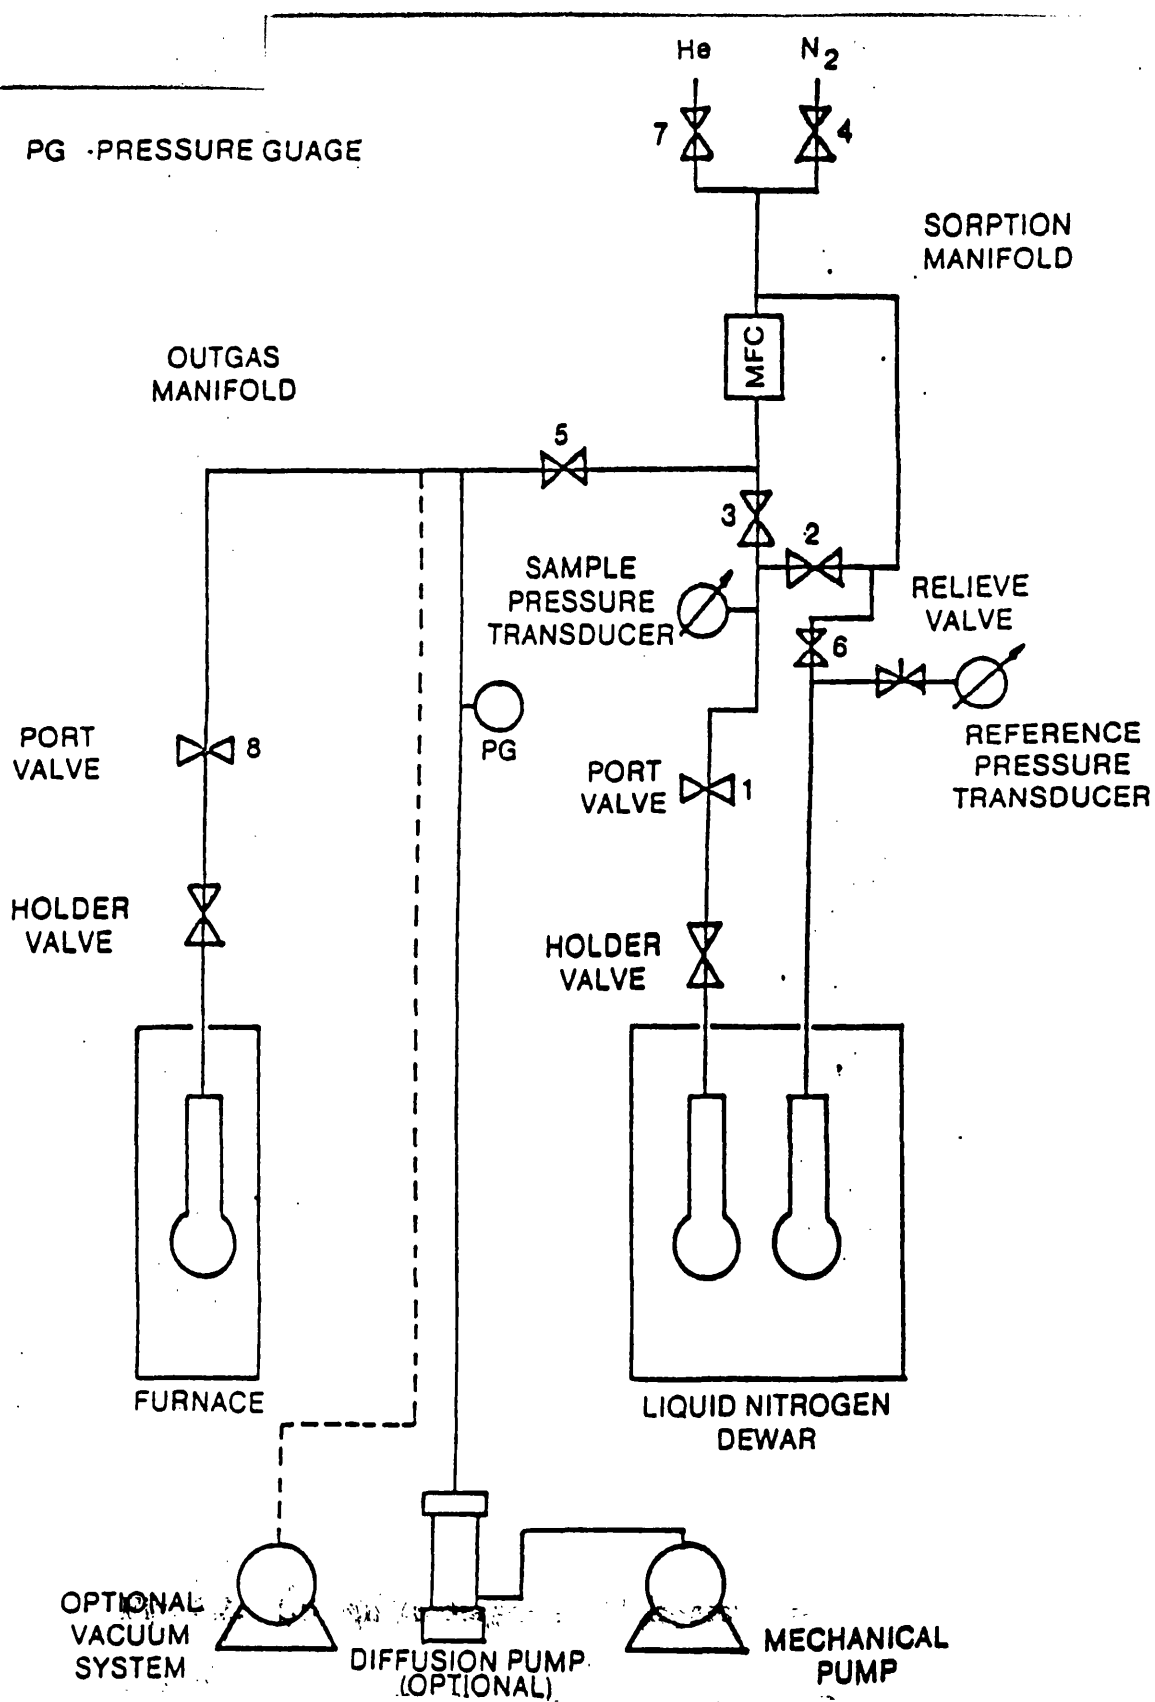 He
N2
7
4
PG -PRESSURE GUAGE
SORPTION
MANIFOLD
MFC
OUTGAS
MANIFOLD
5
3
2
SAMPLE
PRESSURE
TRANSDUCER
RELIEVE
VALVE
6
PORT
VALVE
8
PG
REFERENCE
PRESSURE
TRANSDUCER
PORT
VALVE
1
HOLDER
VALVE
HOLDER
VALVE
FURNACE
LIQUID NITROGEN
DEWAR
OPTIONAL
VACUUM
SYSTEM
DIFFUSION PUMP
(OPTIONAL)
MECHANICAL
PUMP